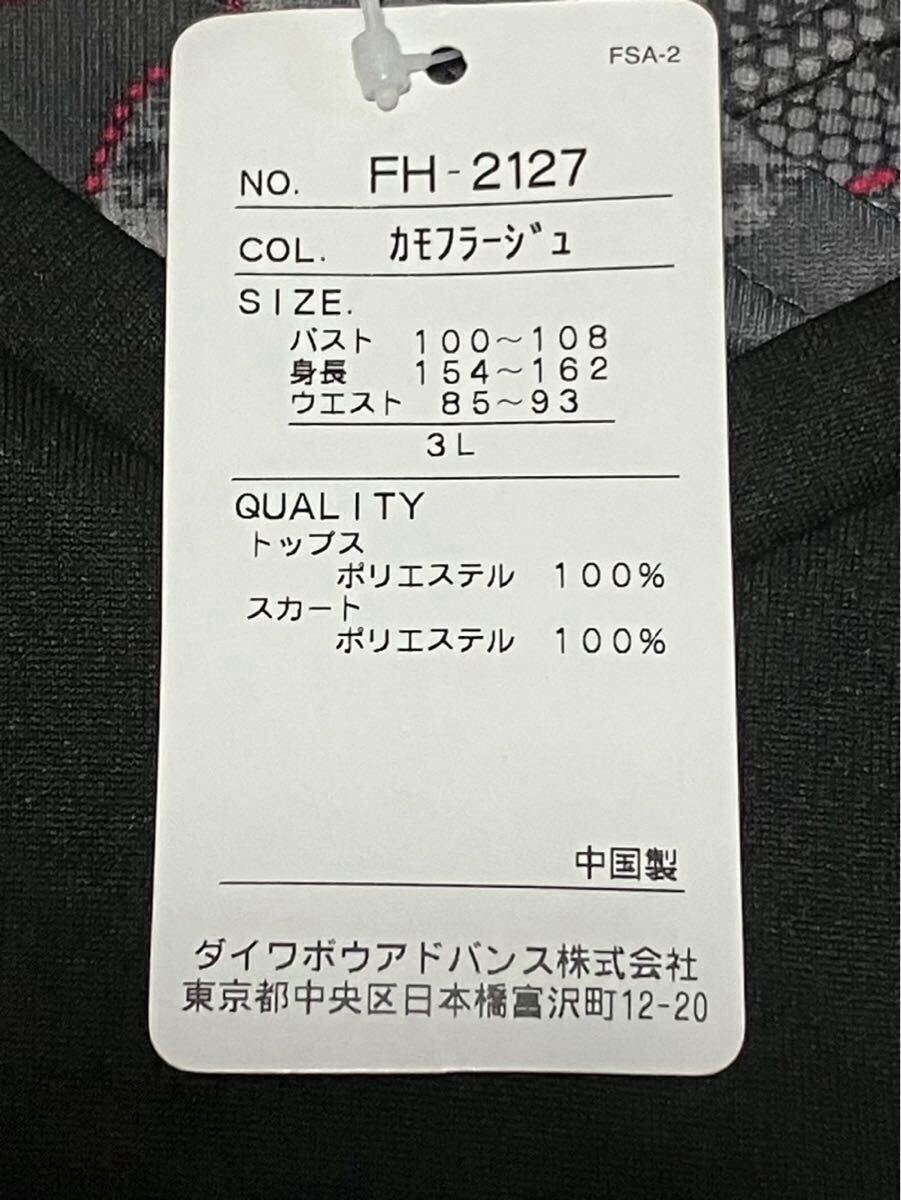 FSA-2
NO. FH-2127
COL. カモフラージュ
SIZE.
バスト 100～108
身長 154～162
ウエスト 85～93
3L
QUALITY
トップス
ポリエステル 100%
スカート
ポリエステル 100%
中国製
ダイワボウアドバンス株式会社
東京都中央区日本橋富沢町12-20